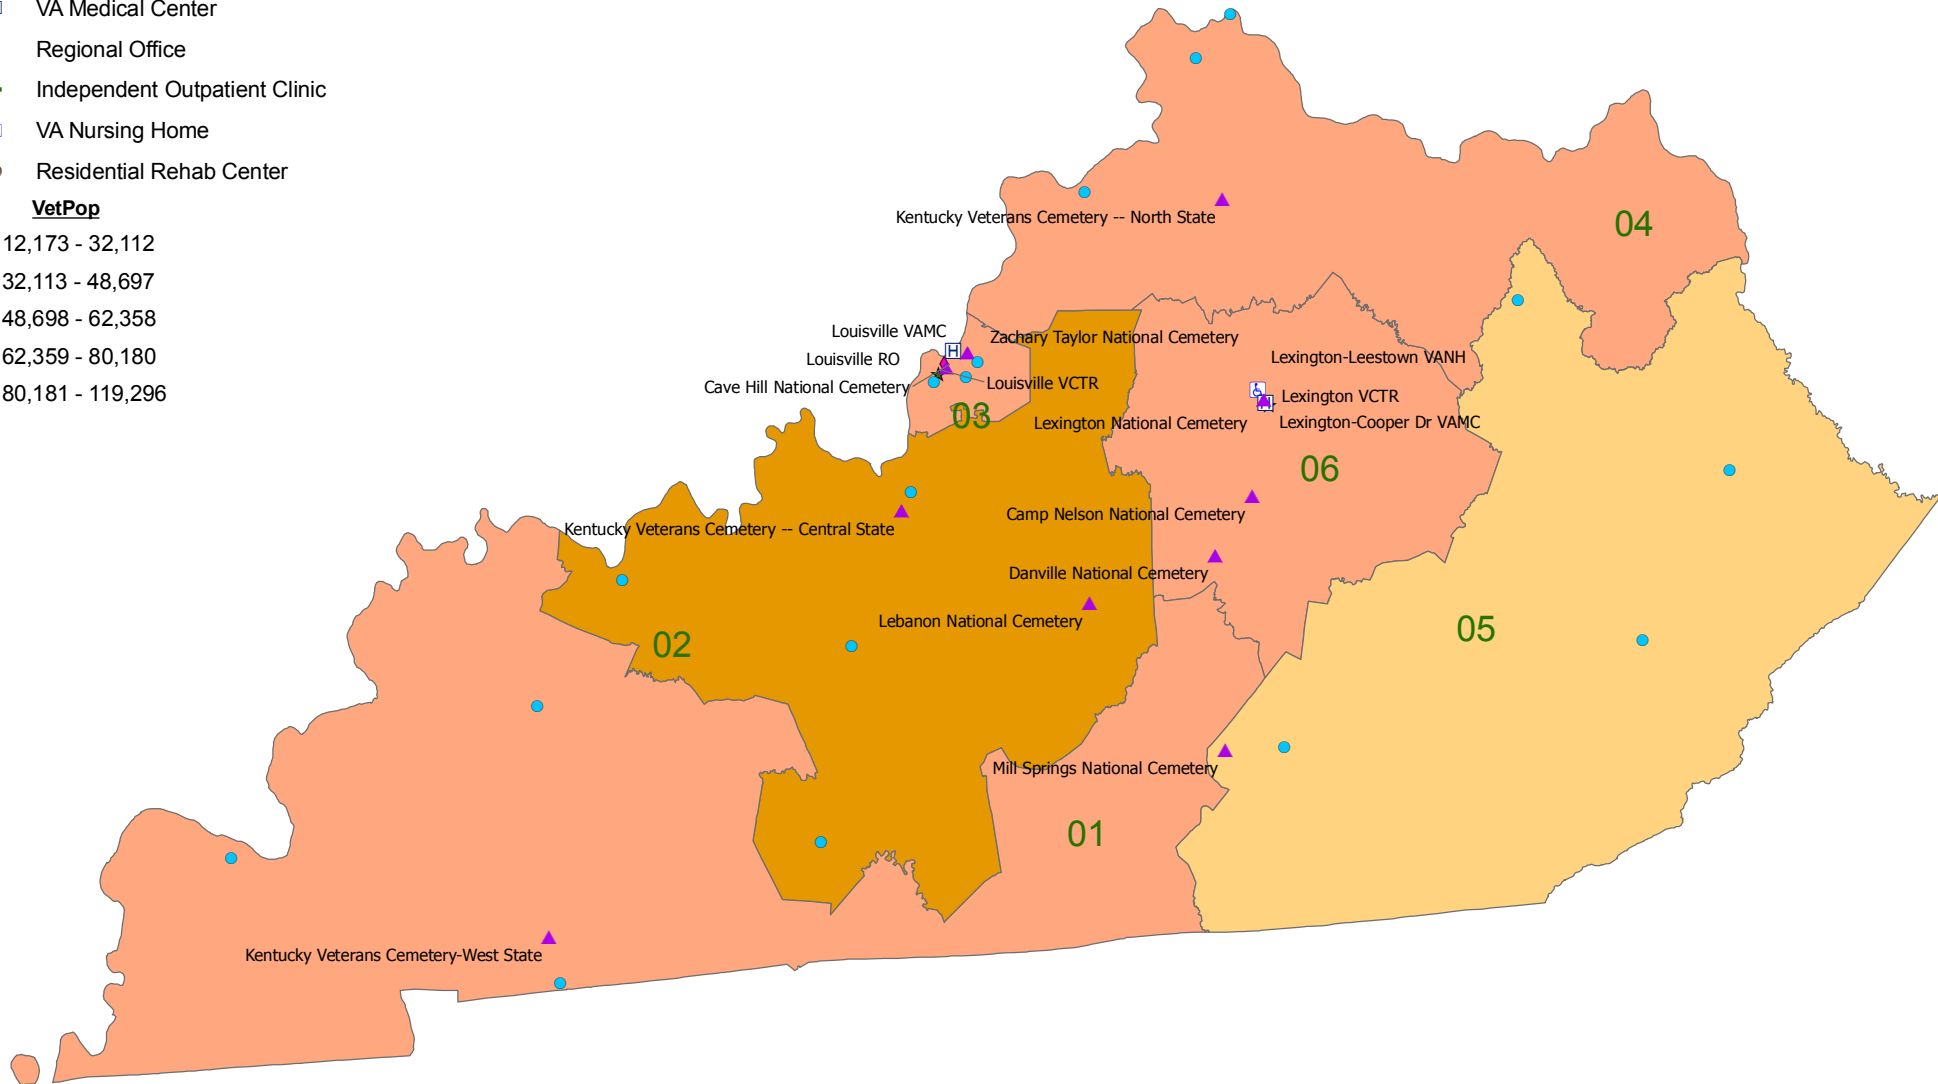 VA Medical Center
Regional Office
Independent Outpatient Clinic
VA Nursing Home
Residential Rehab Center
VetPop
12,173 - 32,112
32,113 - 48,697
48,698 - 62,358
62,359 - 80,180
80,181 - 119,296
Kentucky Veterans Cemetery -- North State
04
Louisville VAMC
Zachary Taylor National Cemetery
Louisville RO
Lexington-Leestown VANH
Cave Hill National Cemetery
Louisville VCTR
Lexington VCTR
03
Lexington National Cemetery
Lexington-Cooper Dr VAMC
06
Camp Nelson National Cemetery
Kentucky Veterans Cemetery -- Central State
Danville National Cemetery
Lebanon National Cemetery
05
02
Mill Springs National Cemetery
01
Kentucky Veterans Cemetery-West State